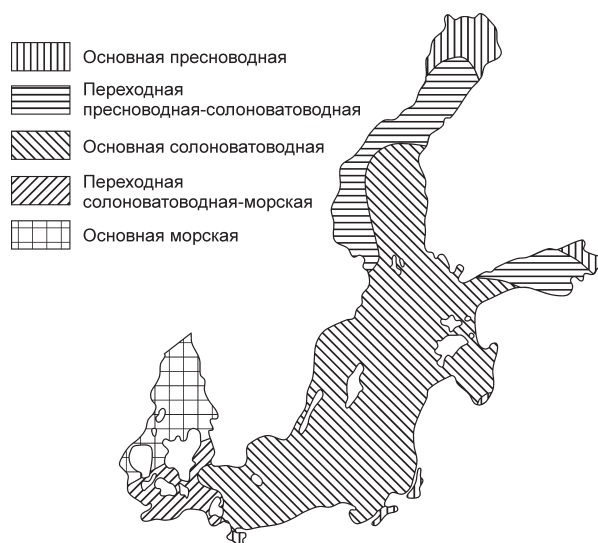 Основная пресноводная
Переходная
пресноводная-солоноватоводная
Основная солоноватоводная
Переходная
солоноватоводная-морская
Основная морская